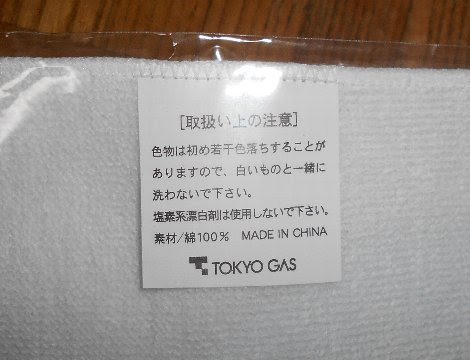 ［取扱い上の注意］
色物は初め若干色落ちすることが
ありますので、白いものと一緒に
洗わないで下さい。
塩素系漂白剤は使用しないで下さい。
素材/綿100% MADE IN CHINA
TOKYO GAS